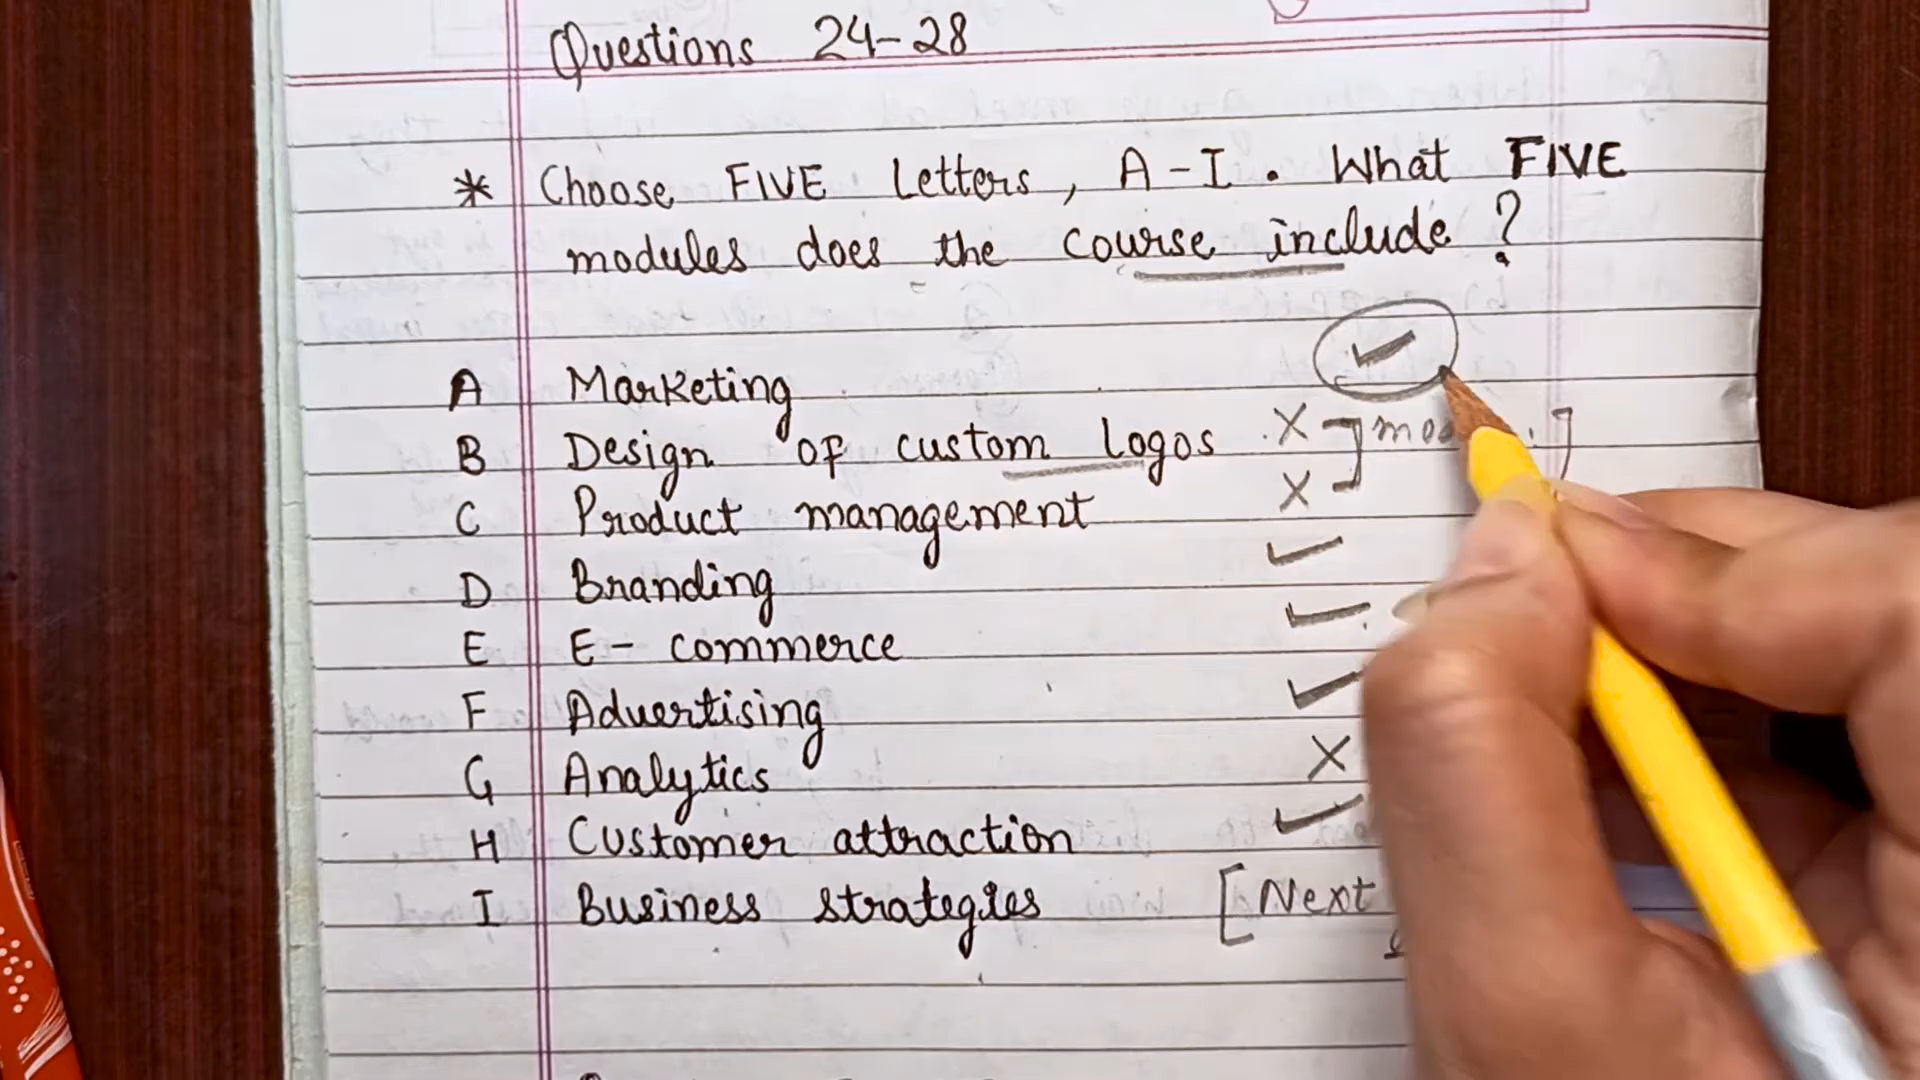 Questions 24-28
* Choose FIVE Letters, A-I. What FIVE
modules does the course include?
A Marketing ✓
B Design of custom logos X
C Product management X
D Branding ✓
E E-commerce ✓
F Advertising ✓
G Analytics X
H Customer attraction ✓
I Business strategies [Next